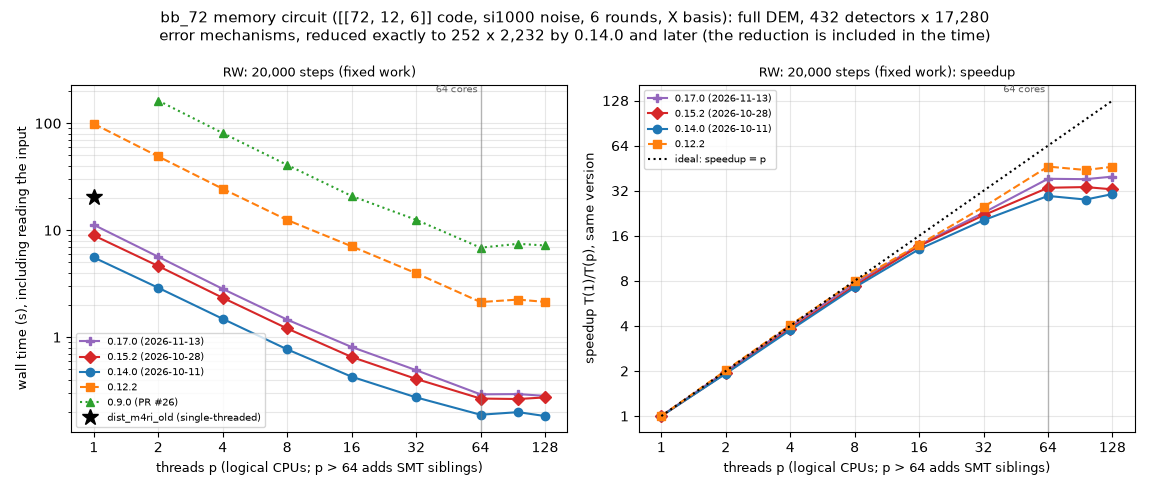 bb_72 memory circuit ([[72, 12, 6]] code, si1000 noise, 6 rounds, X basis): full DEM, 432 detectors x 17,280
error mechanisms, reduced exactly to 252 x 2,232 by 0.14.0 and later (the reduction is included in the time)
RW: 20,000 steps (fixed work)
64 cores
100
10
1
wall time (s), including reading the input
0.17.0 (2026-11-13)
0.15.2 (2026-10-28)
0.14.0 (2026-10-11)
0.12.2
0.9.0 (PR #26)
dist_m4ri_old (single-threaded)
1 2 4 8 16 32 64 128
threads p (logical CPUs; p > 64 adds SMT siblings)
RW: 20,000 steps (fixed work): speedup
64 cores
0.17.0 (2026-11-13)
0.15.2 (2026-10-28)
0.14.0 (2026-10-11)
0.12.2
ideal: speedup = p
128
64
32
16
8
4
2
1
speedup T(1)/T(p), same version
1 2 4 8 16 32 64 128
threads p (logical CPUs; p > 64 adds SMT siblings)